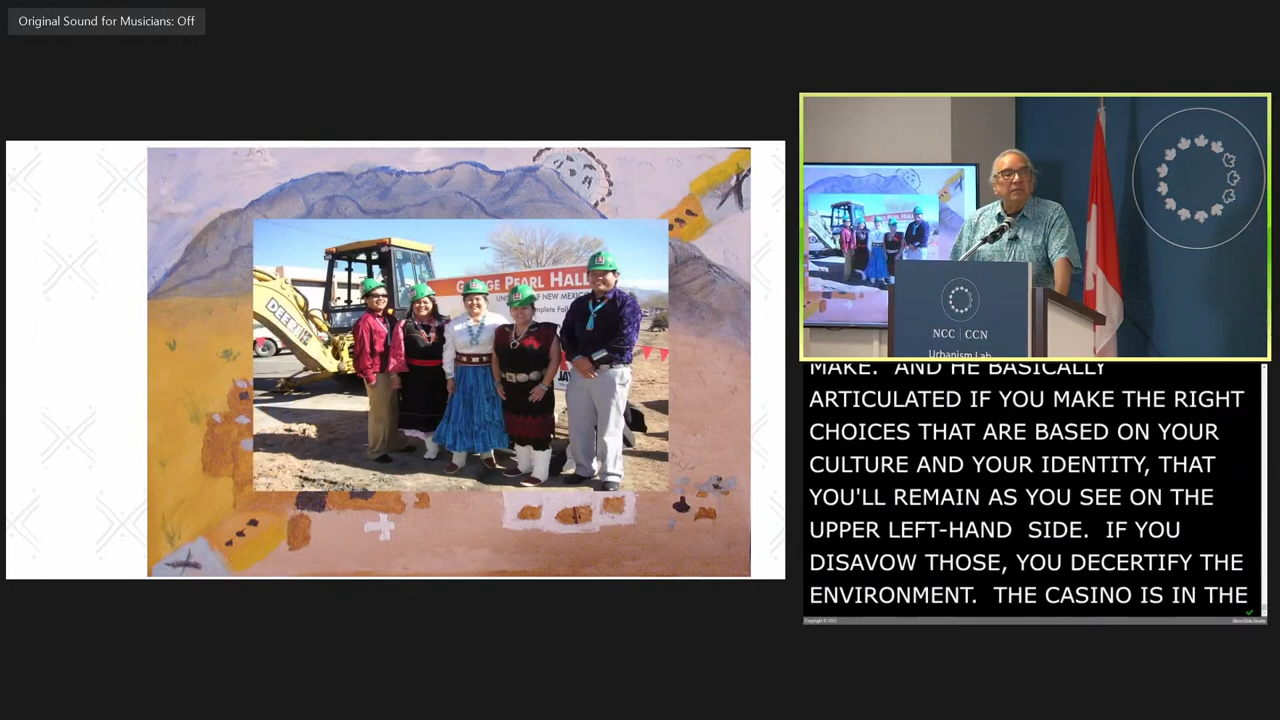 Original Sound for Musicians: Off
GEORGE PEARL HALL
UNIVERSITY OF NEW MEXICO
DEERE
NCC | CCN
Urbanism Lab
MAKE. AND HE BASICALLY
ARTICULATED IF YOU MAKE THE RIGHT
CHOICES THAT ARE BASED ON YOUR
CULTURE AND YOUR IDENTITY, THAT
YOU'LL REMAIN AS YOU SEE ON THE
UPPER LEFT-HAND SIDE. IF YOU
DISAVOW THOSE, YOU DECERTIFY THE
ENVIRONMENT. THE CASINO IS IN THE